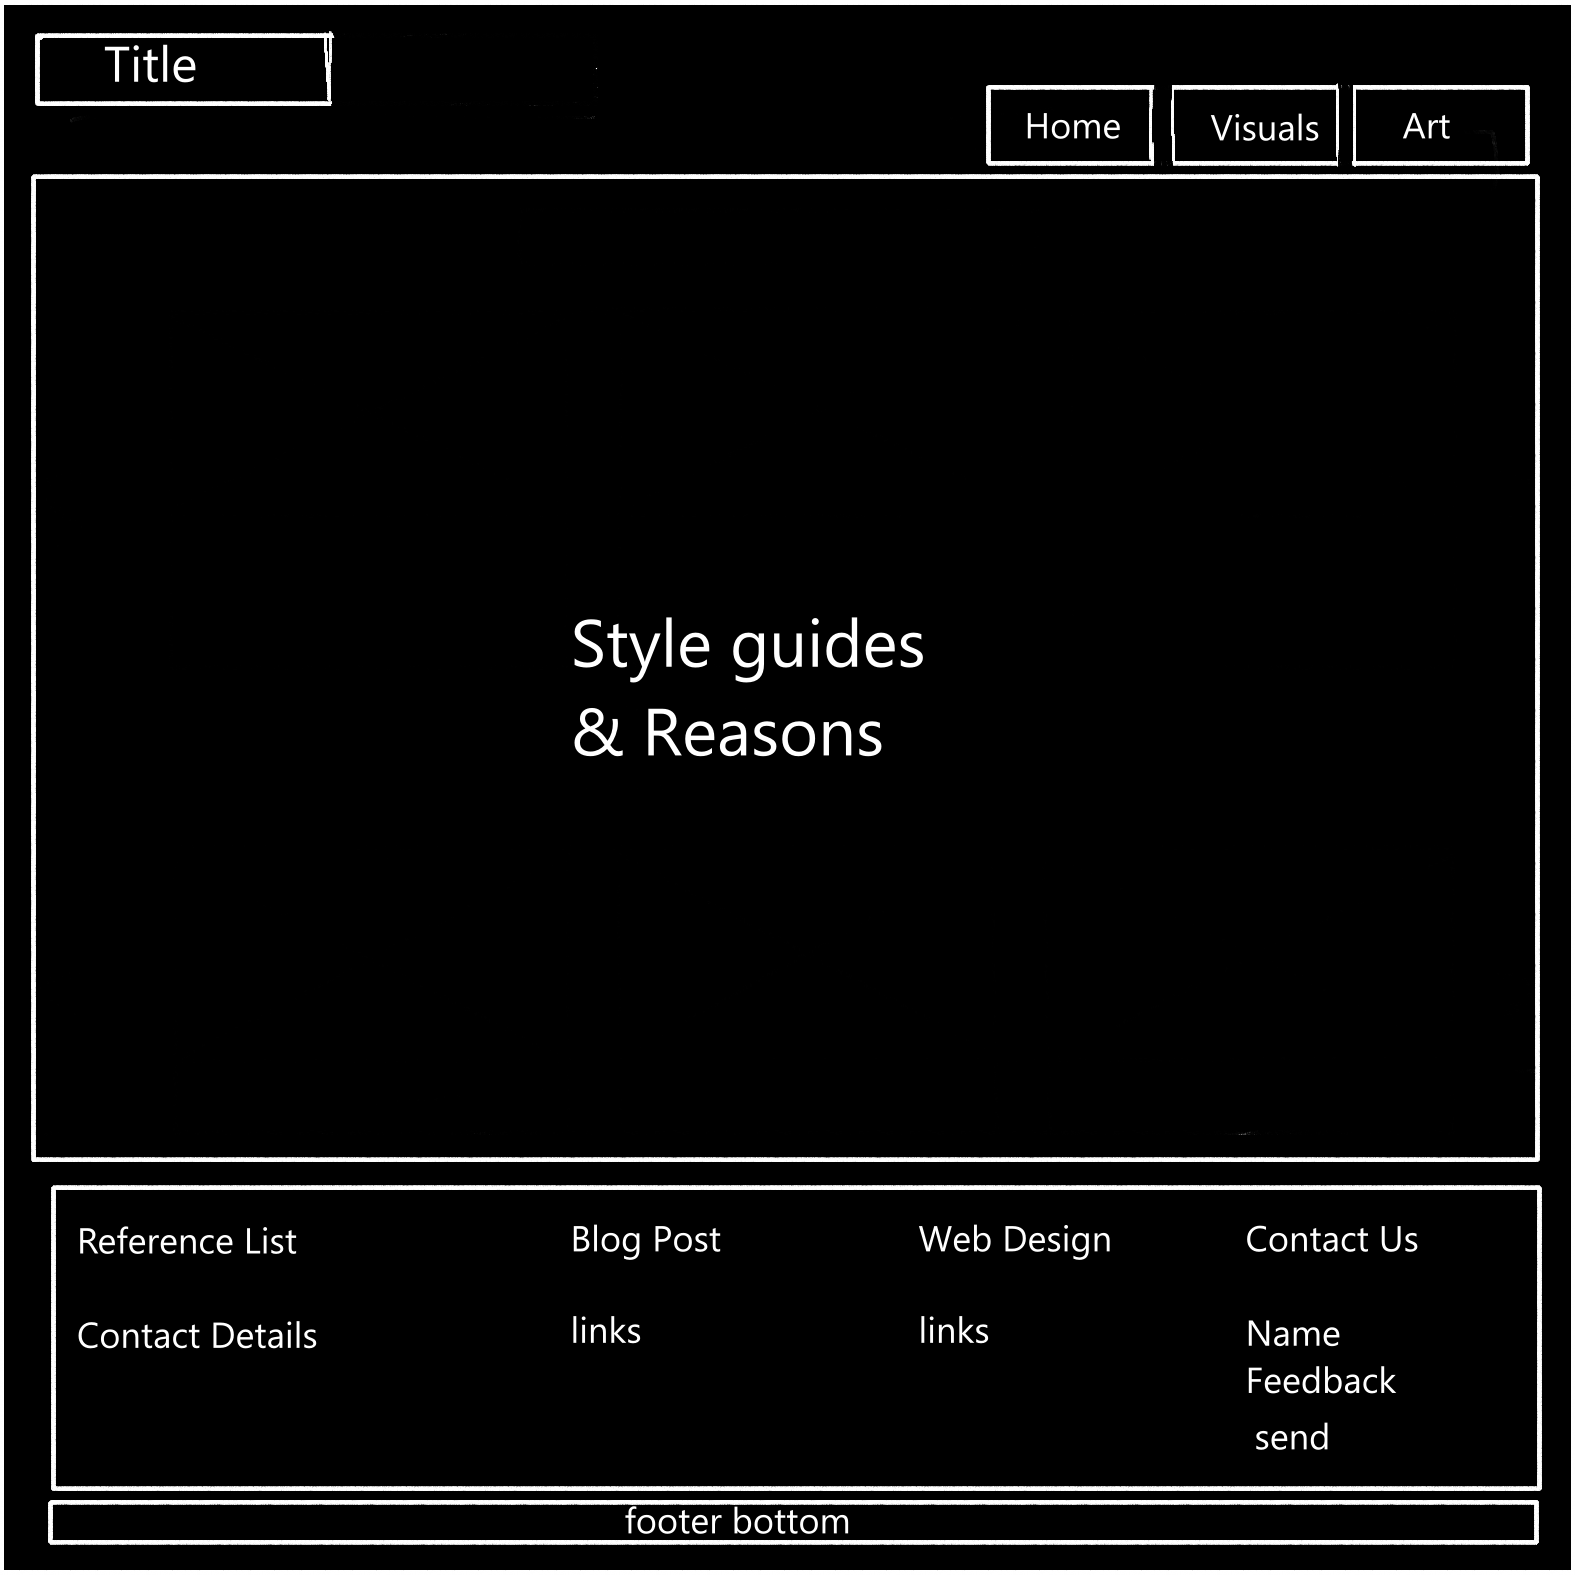 Title
Home
Visuals
Art
Style guides
& Reasons
Reference List
Blog Post
Web Design
Contact Us
Contact Details
links
links
Name
Feedback
send
footer bottom